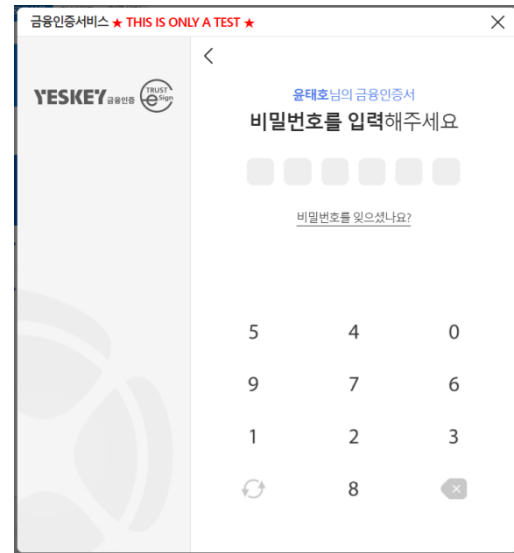 금융인증서비스 ★ THIS IS ONLY A TEST ★
YESKEY 금융인증 TRUST e Sign
윤태호님의 금융인증서
비밀번호를 입력해주세요
비밀번호를 잊으셨나요?
5 4 0
9 7 6
1 2 3
8